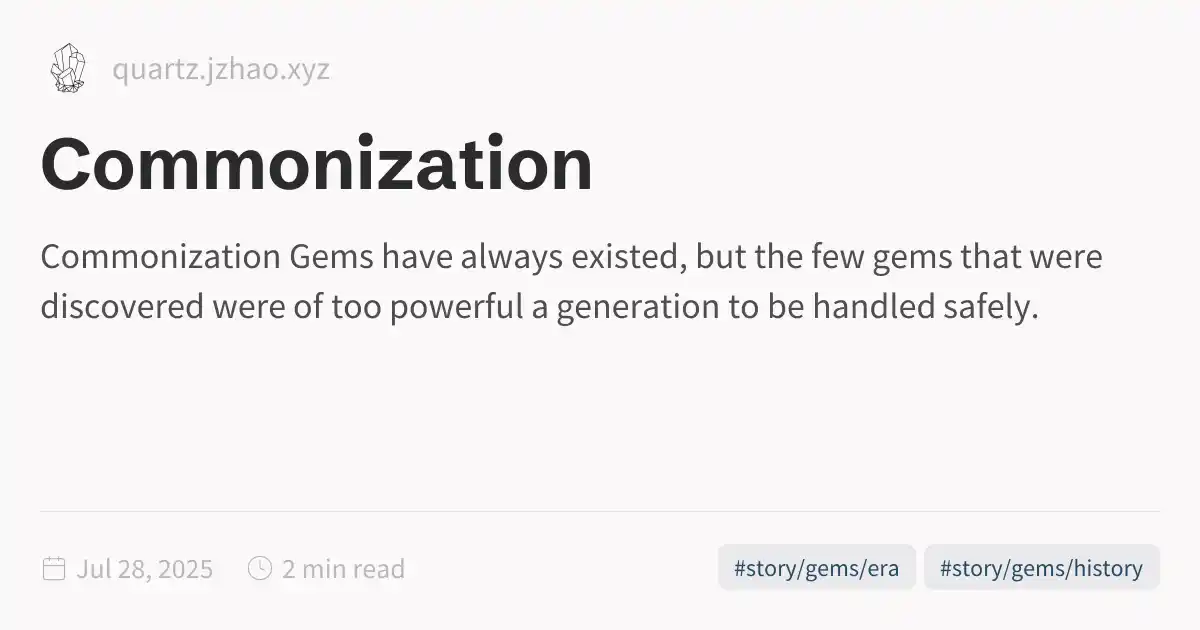 quartz.jzhao.xyz
Commonization
Commonization Gems have always existed, but the few gems that were
discovered were of too powerful a generation to be handled safely.
Jul 28, 2025 2 min read #story/gems/era #story/gems/history